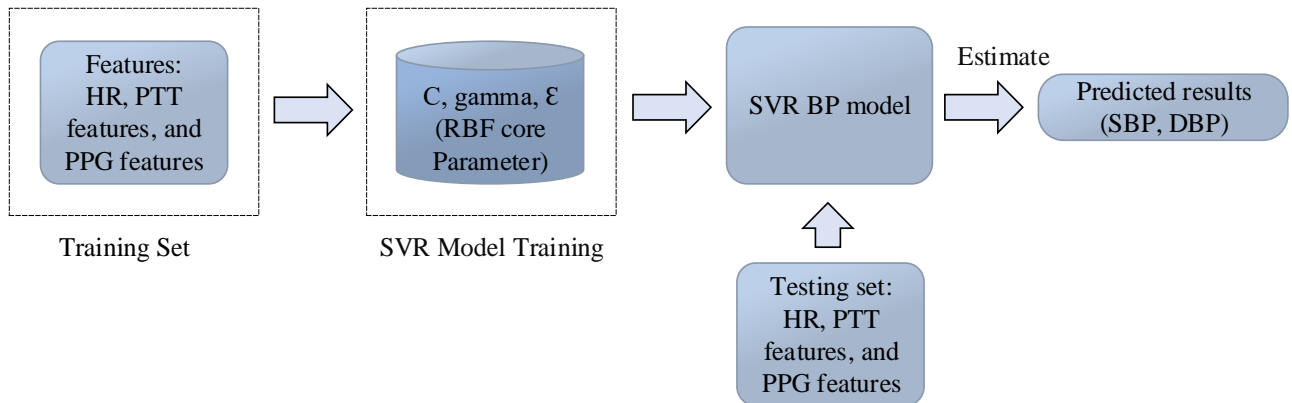 Features:
HR, PTT
features, and
PPG features
Training Set
C, gamma, Ɛ
(RBF core
Parameter)
SVR Model Training
SVR BP model
Estimate
Predicted results
(SBP, DBP)
Testing set:
HR, PTT
features, and
PPG features